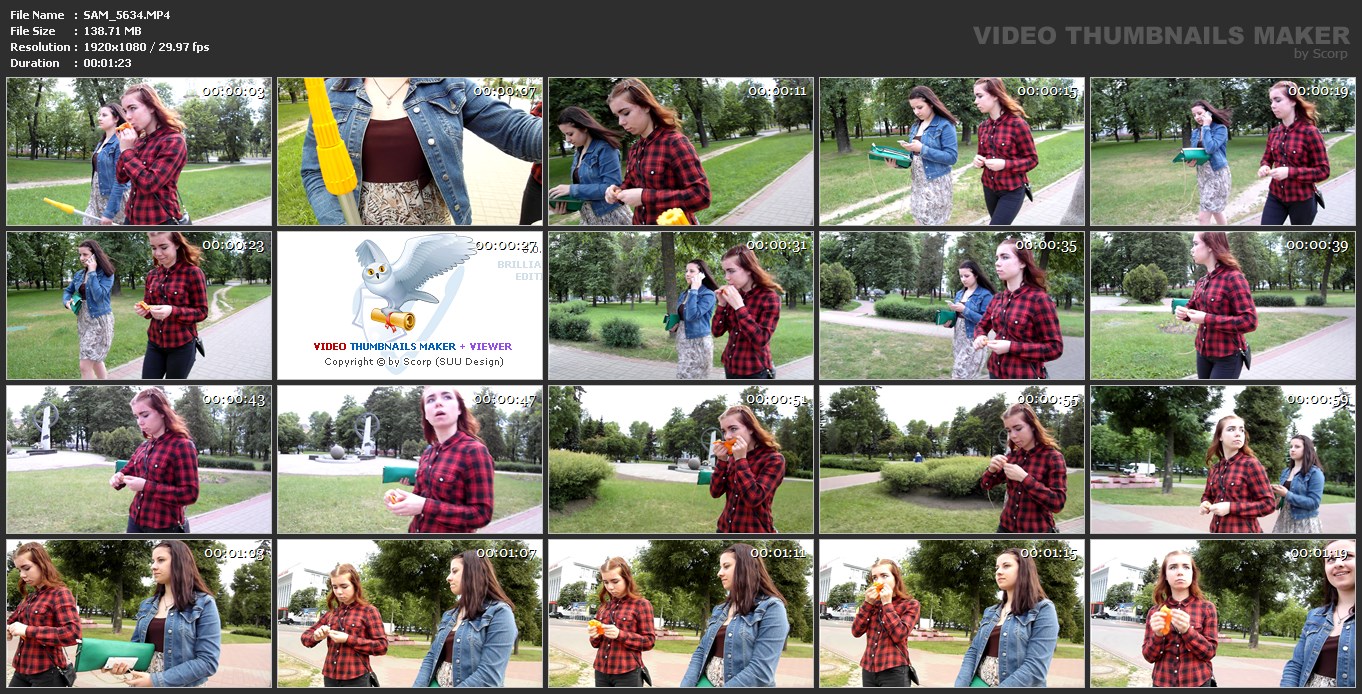 File Name : SAM_5634.MP4
File Size : 138.71 MB
Resolution : 1920x1080 / 29.97 fps
Duration : 00:01:23
VIDEO THUMBNAILS MAKER
by Scorp
00:00:03
00:00:07
00:00:11
00:00:15
00:00:19
00:00:23
00:00:27
BRILLIA
EDIT
VIDEO THUMBNAILS MAKER + VIEWER
Copyright © by Scorp (SUU Design)
00:00:31
00:00:35
00:00:39
00:00:43
00:00:47
00:00:51
00:00:55
00:00:59
00:01:03
00:01:07
00:01:11
00:01:15
00:01:19